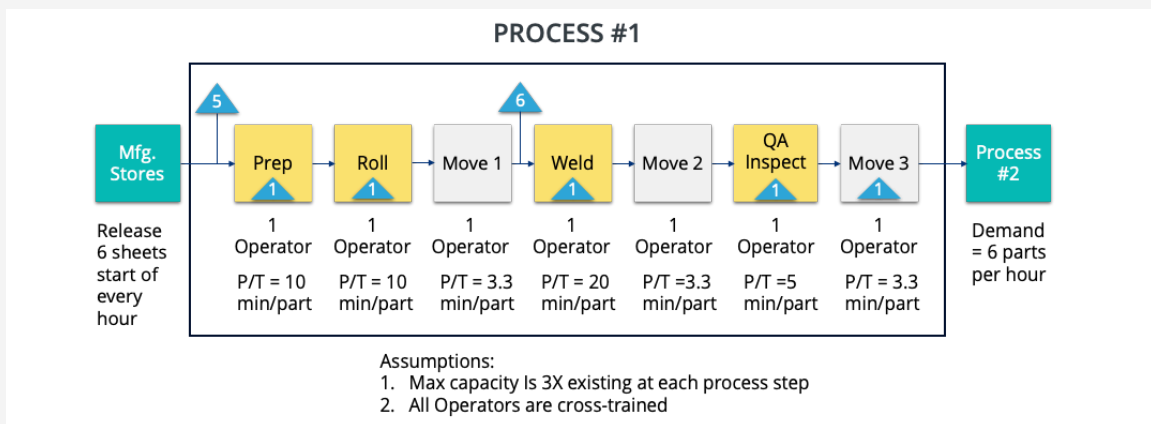 PROCESS #1
5
6
Mfg.
Stores
Prep
1
Roll
1
Move 1
Weld
1
Move 2
QA
Inspect
1
Move 3
1
Process
#2
Release
6 sheets
start of
every
hour
1
Operator
P/T = 10
min/part
1
Operator
P/T = 10
min/part
1
Operator
P/T = 3.3
min/part
1
Operator
P/T = 20
min/part
1
Operator
P/T =3.3
min/part
1
Operator
P/T =5
min/part
1
Operator
P/T = 3.3
min/part
Demand
= 6 parts
per hour
Assumptions:
1. Max capacity Is 3X existing at each process step
2. All Operators are cross-trained